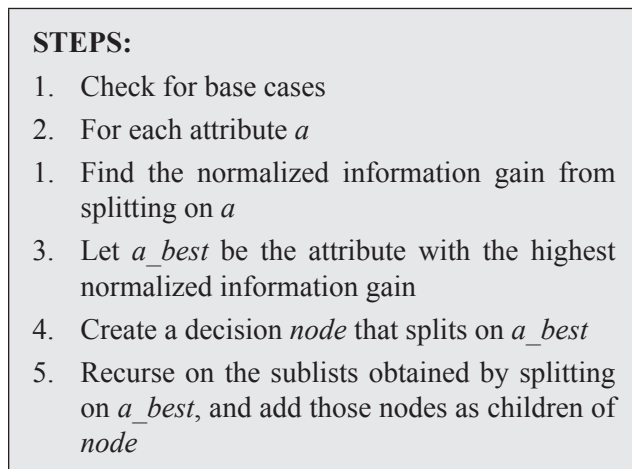 STEPS:
1. Check for base cases
2. For each attribute a
1. Find the normalized information gain from
splitting on a
3. Let a_best be the attribute with the highest
normalized information gain
4. Create a decision node that splits on a_best
5. Recurse on the sublists obtained by splitting
on a_best, and add those nodes as children of
node